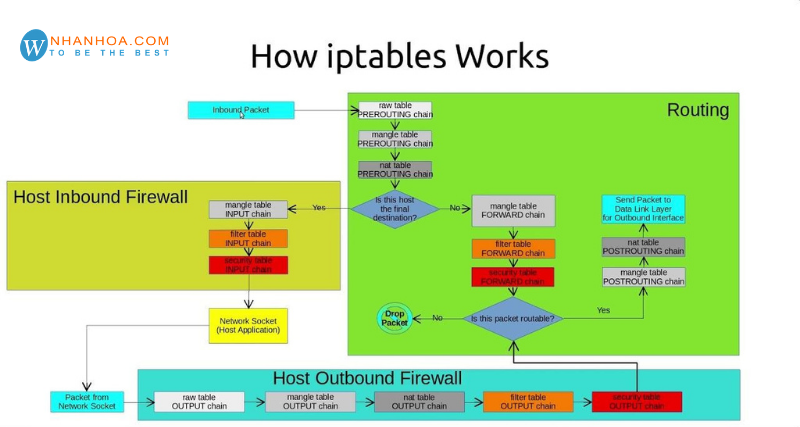 W NHANHOA.COM
TO BE THE BEST
How iptables Works
Inbound Packet
raw table
PREROUTING chain
Routing
mangle table
PREROUTING chain
nat table
PREROUTING chain
Host Inbound Firewall
Is this host
the final
destination?
Yes
No
mangle table
INPUT chain
filter table
INPUT chain
security table
INPUT chain
mangle table
FORWARD chain
filter table
FORWARD chain
security table
FORWARD chain
Send Packet to
Data Link Layer
for Outbound Interface
nat table
POSTROUTING chain
mangle table
POSTROUTING chain
Network Socket
(Host Application)
Drop
Packet
No
Is this packet routable?
Yes
Host Outbound Firewall
Packet from
Network Socket
raw table
OUTPUT chain
mangle table
OUTPUT chain
nat table
OUTPUT chain
filter table
OUTPUT chain
security table
OUTPUT chain